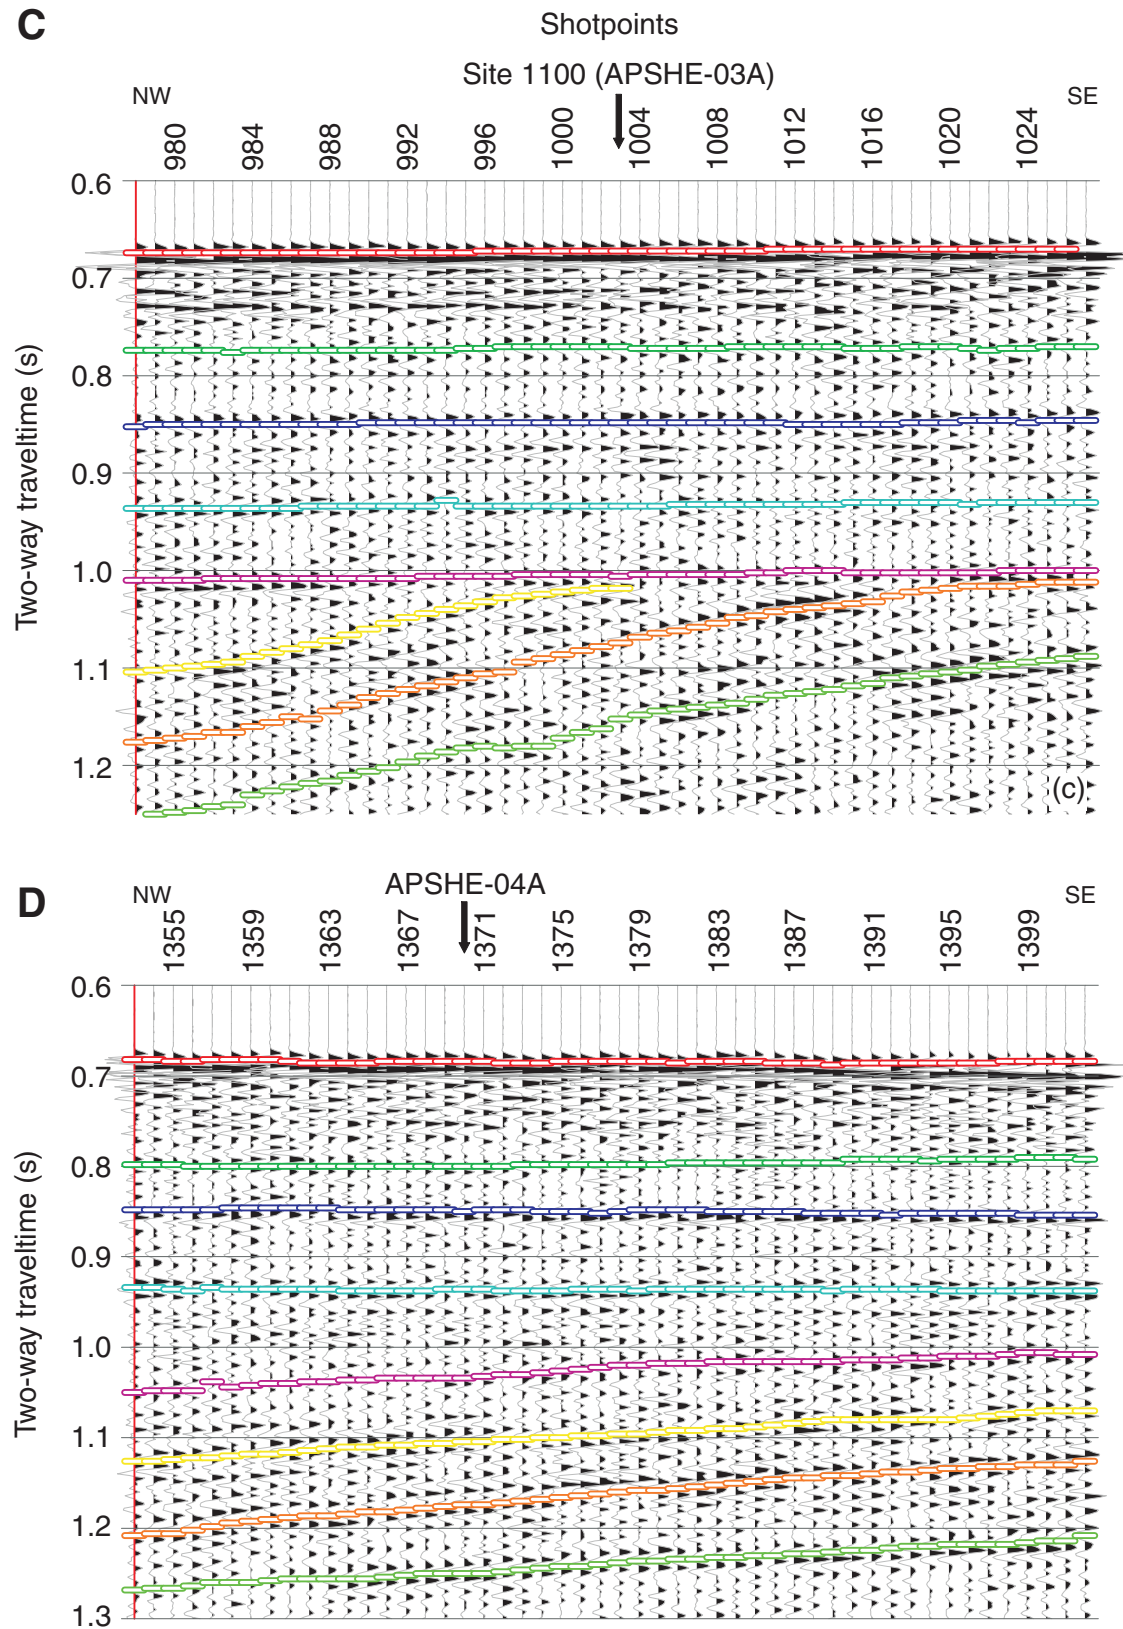 C
Shotpoints
Site 1100 (APSHE-03A)
NW
SE
980 984 988 992 996 1000 1004 1008 1012 1016 1020 1024
Two-way traveltime (s)
0.6
0.7
0.8
0.9
1.0
1.1
1.2
(c)
D
APSHE-04A
NW
SE
1355 1359 1363 1367 1371 1375 1379 1383 1387 1391 1395 1399
Two-way traveltime (s)
0.6
0.7
0.8
0.9
1.0
1.1
1.2
1.3